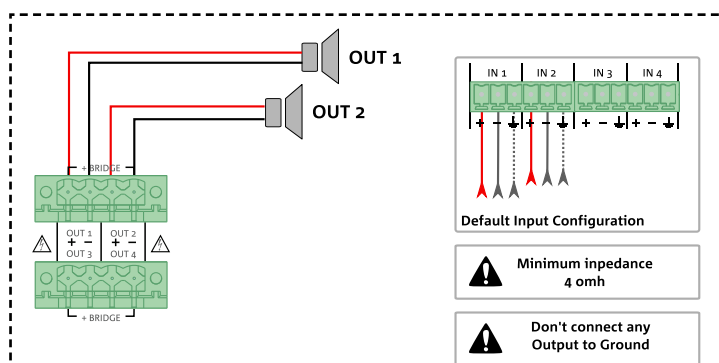 OUT 1
OUT 2
+ BRIDGE
OUT 1 OUT 2
+ - + -
OUT 3 OUT 4
+ BRIDGE
IN 1 IN 2 IN 3 IN 4
+ - + - + - + -
Default Input Configuration
Minimum inpedance
4 omh
Don't connect any
Output to Ground